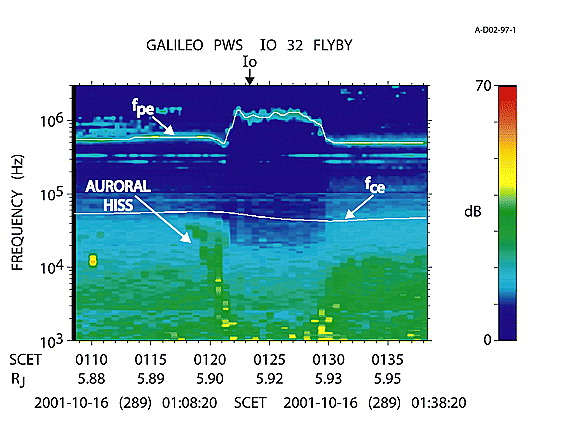 A-D02-97-1
GALILEO PWS IO 32 FLYBY
Io
70
fpe
10⁶
FREQUENCY (Hz)
10⁵
AURORAL
HISS
fce
dB
10⁴
10³
0
SCET 0110 0115 0120 0125 0130 0135
RJ 5.88 5.89 5.90 5.92 5.93 5.95
2001-10-16 (289) 01:08:20 SCET 2001-10-16 (289) 01:38:20